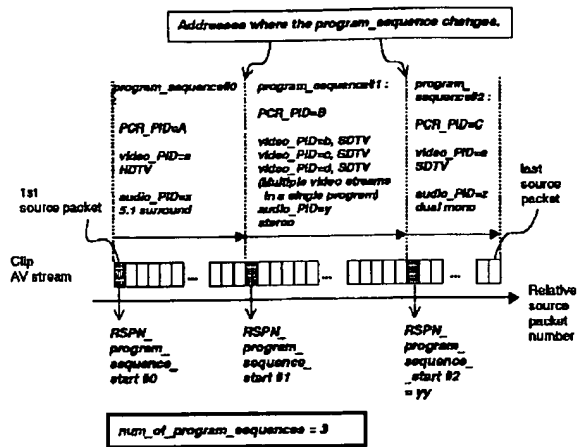 Addresses where the program_sequence changes.
program_sequence#0
PCR_PID=A
video_PID=a
HDTV
audio_PID=x
5.1 surround
program_sequence#1 :
PCR_PID=B
video_PID=b, SDTV
video_PID=c, SDTV
video_PID=d, SDTV
(Multiple video streams
in a single program)
audio_PID=y
stereo
program_
sequence#2 :
PCR_PID=C
video_PID=e
SDTV
audio_PID=z
dual mono
1st
source packet
last
source
packet
Clip
AV stream
...
...
...
Relative
source
packet
number
RSPN_
program_
sequence_
start #0
RSPN_
program_
sequence_
start #1
RSPN_
program_
sequence_
_start #2
= yy
num_of_program_sequences = 3